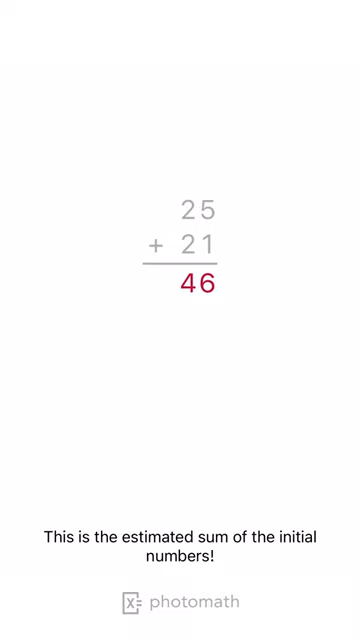 25
+ 21
46
This is the estimated sum of the initial
numbers!
photomath